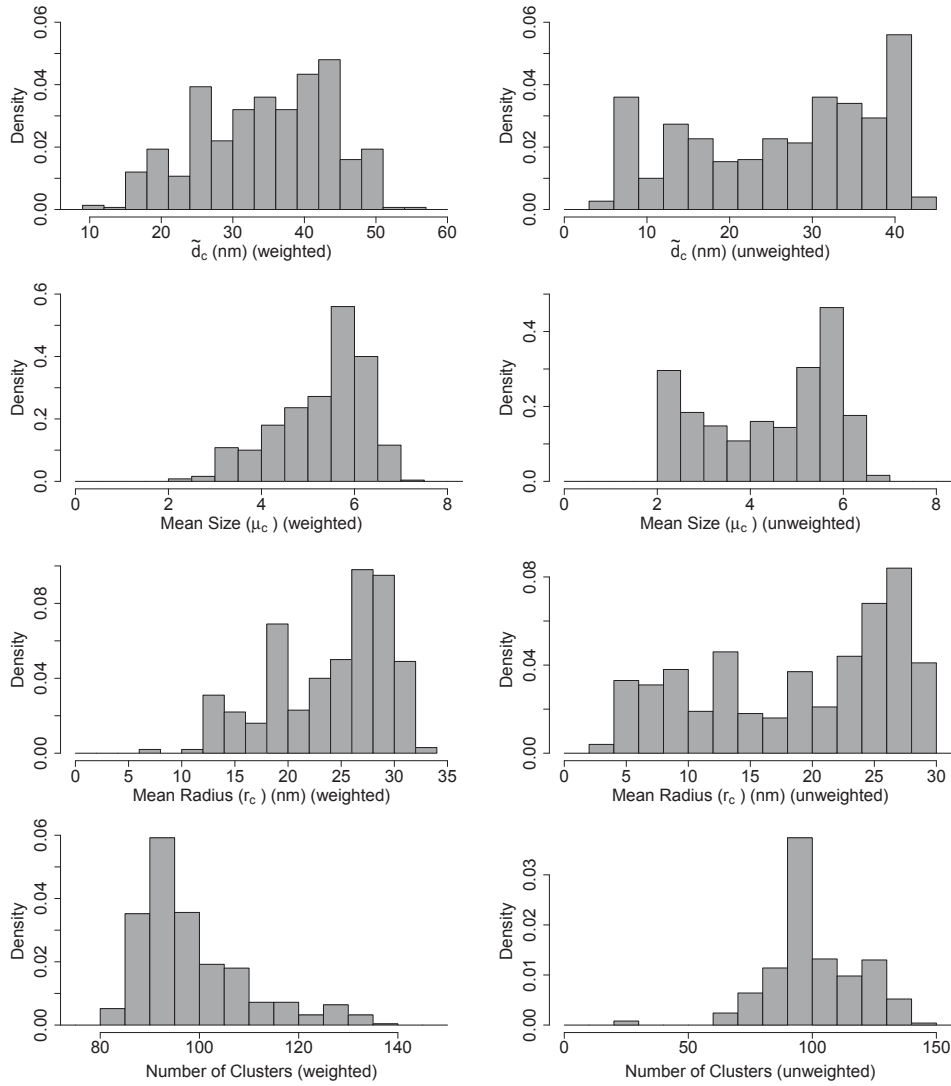 Density
0.00 0.02 0.04 0.06
10 20 30 40 50 60
d̃c (nm) (weighted)
Density
0.00 0.02 0.04 0.06
0 10 20 30 40
d̃c (nm) (unweighted)
Density
0.0 0.2 0.4 0.6
0 2 4 6 8
Mean Size (μc ) (weighted)
Density
0.0 0.2 0.4
0 2 4 6 8
Mean Size (μc ) (unweighted)
Density
0.00 0.04 0.08
0 5 10 15 20 25 30 35
Mean Radius (rc ) (nm) (weighted)
Density
0.00 0.04 0.08
0 5 10 15 20 25 30
Mean Radius (rc ) (nm) (unweighted)
Density
0.00 0.02 0.04 0.06
80 100 120 140
Number of Clusters (weighted)
Density
0.00 0.01 0.02 0.03
0 50 100 150
Number of Clusters (unweighted)